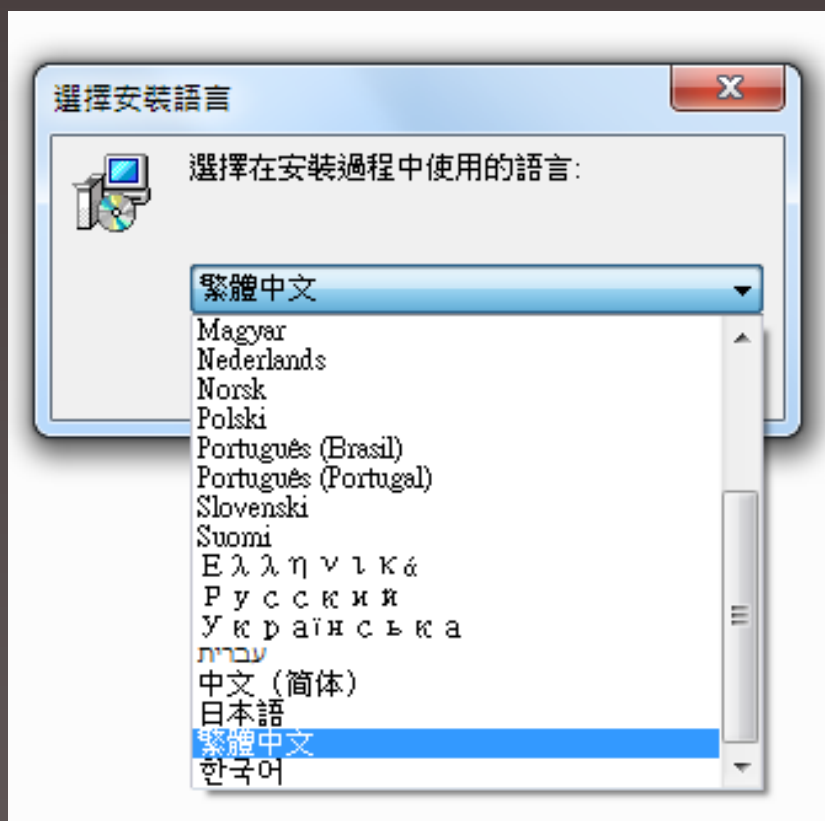 選擇安裝語言
選擇在安裝過程中使用的語言:
繁體中文
Magyar
Nederlands
Norsk
Polski
Português (Brasil)
Português (Portugal)
Slovenski
Suomi
Ελληνικά
Русский
Українська
עברית
中文（简体）
日本語
繁體中文
한국어